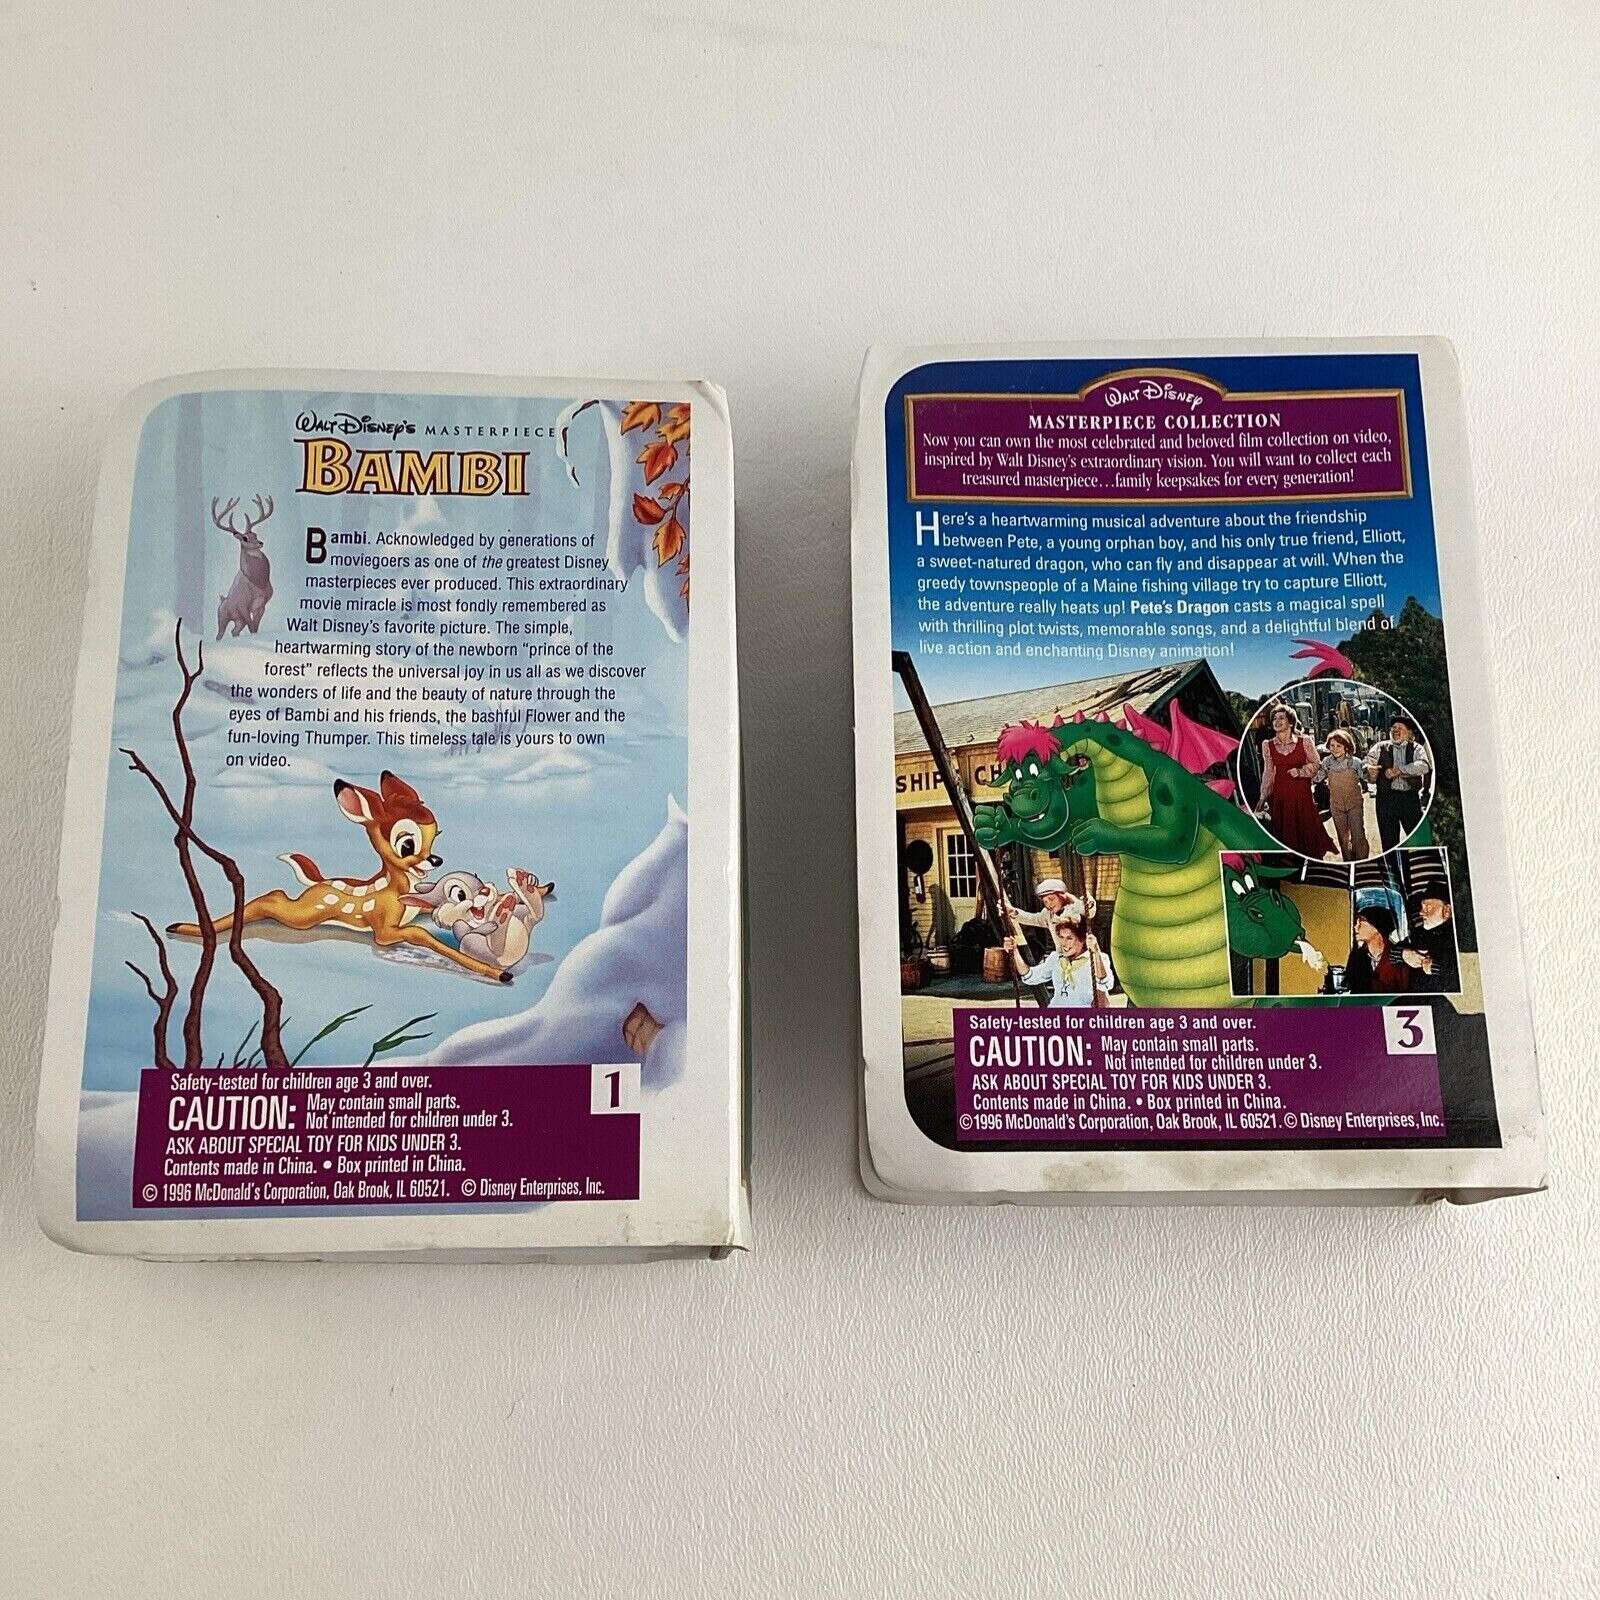 WALT DISNEY'S MASTERPIECE
BAMBI
Bambi. Acknowledged by generations of
moviegoers as one of the greatest Disney
masterpieces ever produced. This extraordinary
movie miracle is most fondly remembered as
Walt Disney's favorite picture. The simple,
heartwarming story of the newborn "prince of the
forest" reflects the universal joy in us all as we discover
the wonders of life and the beauty of nature through the
eyes of Bambi and his friends, the bashful Flower and the
fun-loving Thumper. This timeless tale is yours to own
on video.
Safety-tested for children age 3 and over.
1
CAUTION: May contain small parts.
Not intended for children under 3.
ASK ABOUT SPECIAL TOY FOR KIDS UNDER 3.
Contents made in China. • Box printed in China.
© 1996 McDonald's Corporation, Oak Brook, IL 60521. © Disney Enterprises, Inc.
WALT DISNEY
MASTERPIECE COLLECTION
Now you can own the most celebrated and beloved film collection on video,
inspired by Walt Disney's extraordinary vision. You will want to collect each
treasured masterpiece...family keepsakes for every generation!
Here's a heartwarming musical adventure about the friendship
between Pete, a young orphan boy, and his only true friend, Elliott,
a sweet-natured dragon, who can fly and disappear at will. When the
greedy townspeople of a Maine fishing village try to capture Elliott,
the adventure really heats up! Pete's Dragon casts a magical spell
with thrilling plot twists, memorable songs, and a delightful blend of
live action and enchanting Disney animation!
SHIP CH
Safety-tested for children age 3 and over.
3
CAUTION: May contain small parts.
Not intended for children under 3.
ASK ABOUT SPECIAL TOY FOR KIDS UNDER 3.
Contents made in China. • Box printed in China.
©1996 McDonald's Corporation, Oak Brook, IL 60521. © Disney Enterprises, Inc.